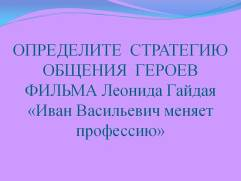 ОПРЕДЕЛИТЕ СТРАТЕГИЮ
ОБЩЕНИЯ ГЕРОЕВ
ФИЛЬМА Леонида Гайдая
«Иван Васильевич меняет
профессию»